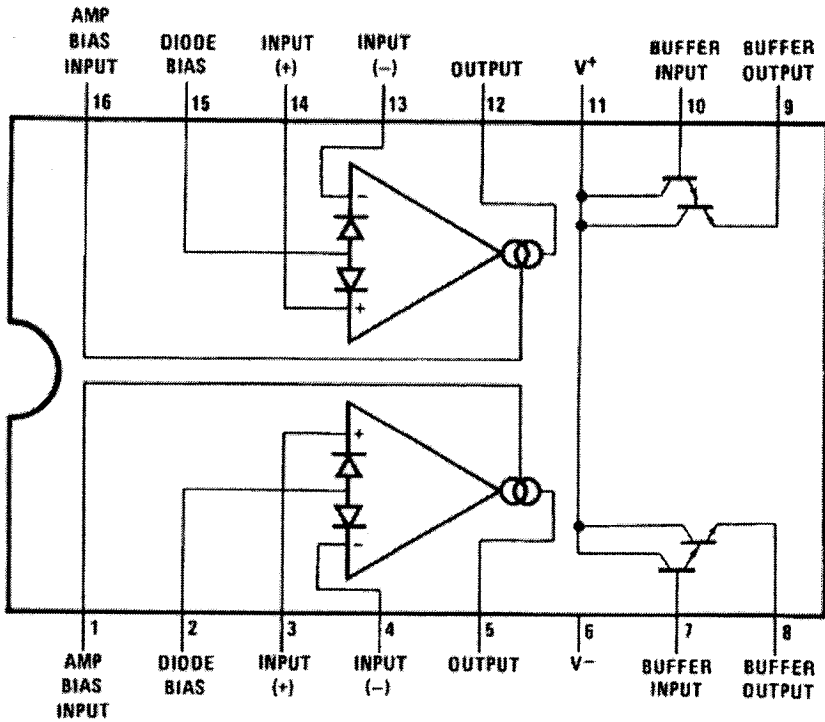 AMP
BIAS
INPUT
DIODE
BIAS
INPUT
(+)
INPUT
(−)
OUTPUT
V+
BUFFER
INPUT
BUFFER
OUTPUT
16 15 14 13 12 11 10 9
−
+
+
−
1 2 3 4 5 6 7 8
AMP
BIAS
INPUT
DIODE
BIAS
INPUT
(+)
INPUT
(−)
OUTPUT
V−
BUFFER
INPUT
BUFFER
OUTPUT